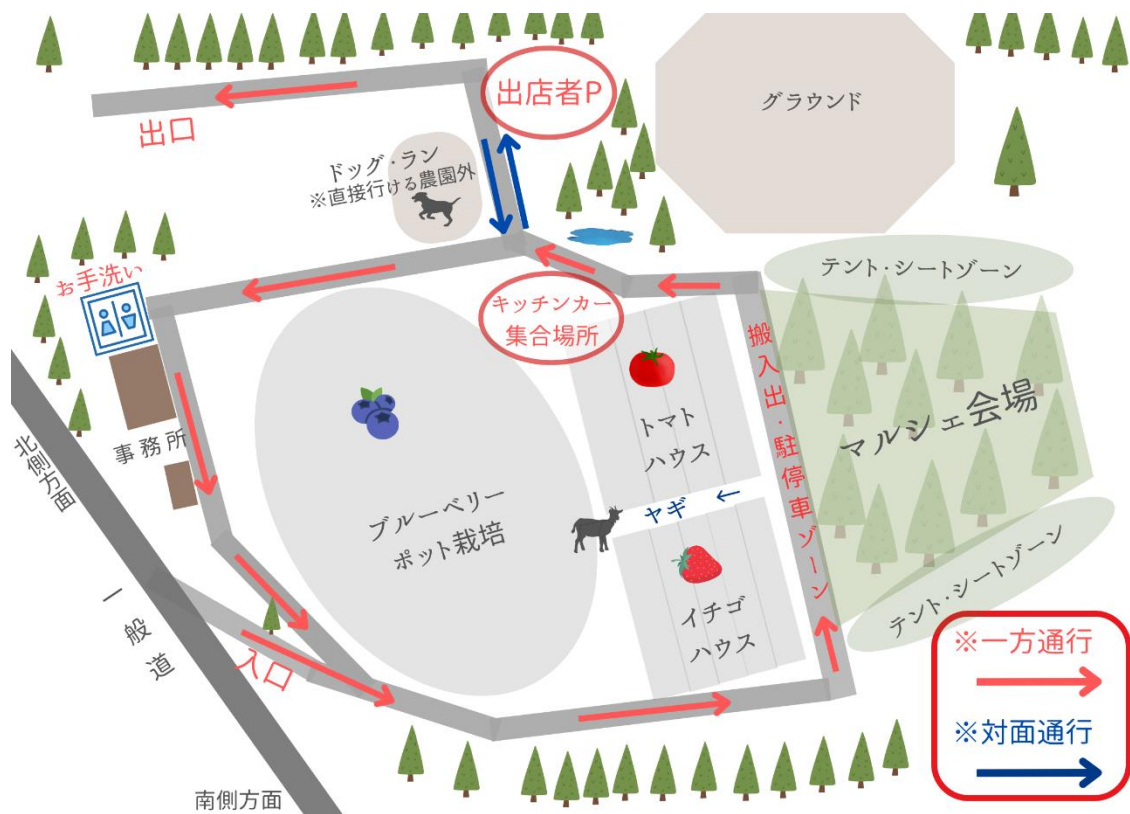 出店者P
グラウンド
出口
ドッグ・ラン
※直接行ける農園外
お手洗い
テント・シートゾーン
キッチンカー
集合場所
搬入出・駐停車ゾーン
マルシェ会場
トマト
ハウス
事務所
北側方面
ブルーベリー
ポット栽培
ヤギ ←
テント・シートゾーン
イチゴ
ハウス
一般道
入口
※一方通行
※対面通行
南側方面